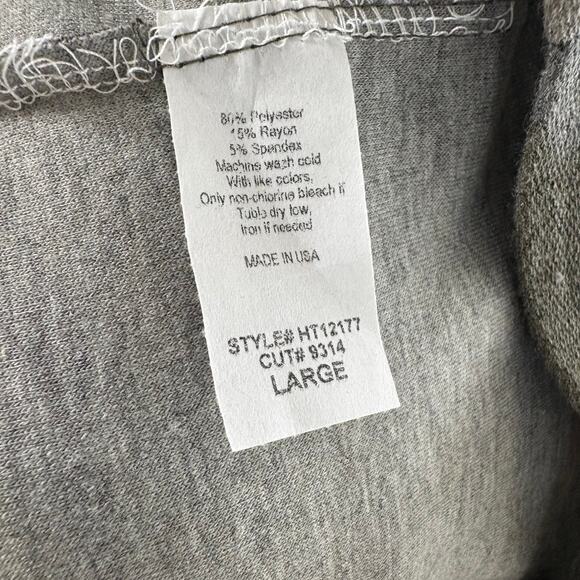 80% Polyester
15% Rayon
5% Spandex
Machine wash cold
With like colors,
Only non-chlorine bleach if
Tuble dry low,
Iron if needed
MADE IN USA
STYLE# HT12177
CUT# 9314
LARGE